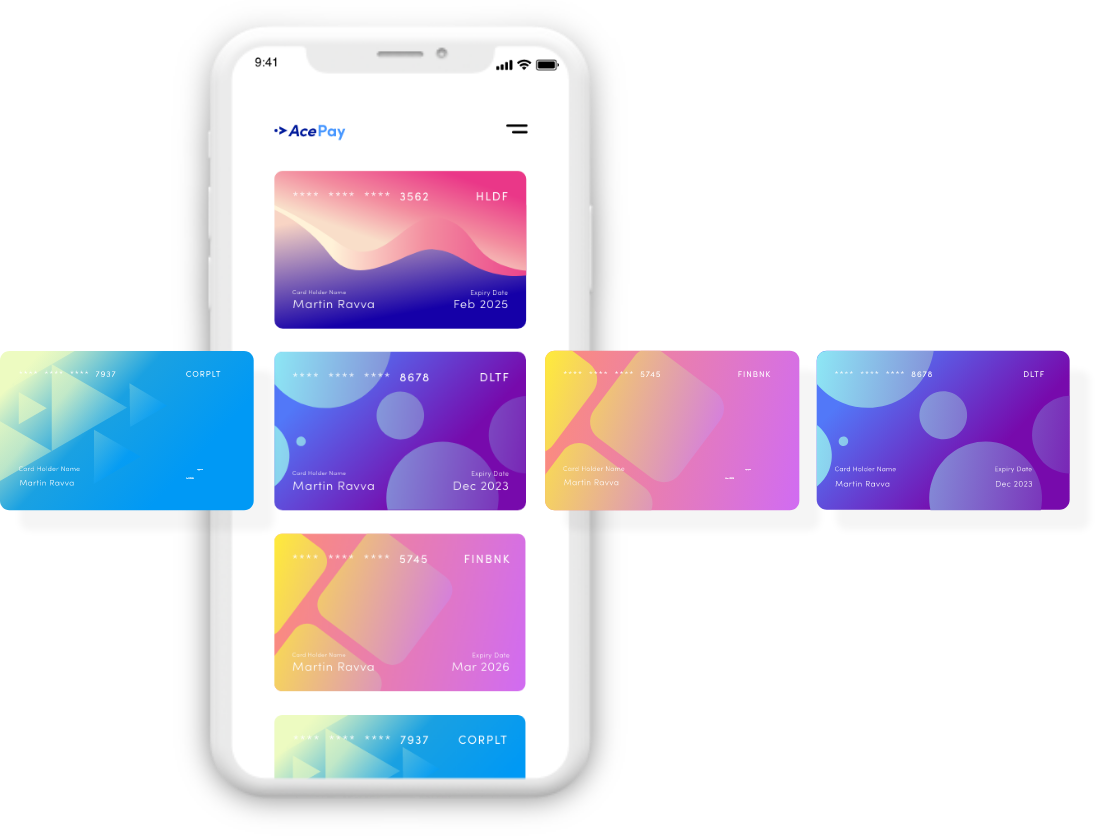 9:41
AcePay
**** **** **** 3562 HLDF
Card Holder Name Expiry Date
Martin Ravva Feb 2025
**** **** **** 7937 CORPLT
Card Holder Name
Martin Ravva
**** **** **** 8678 DLTF
Card Holder Name Expiry Date
Martin Ravva Dec 2023
**** **** **** 5745 FINBNK
Card Holder Name
Martin Ravva
**** **** **** 8678 DLTF
Card Holder Name Expiry Date
Martin Ravva Dec 2023
**** **** **** 5745 FINBNK
Card Holder Name Expiry Date
Martin Ravva Mar 2026
**** **** **** 7937 CORPLT